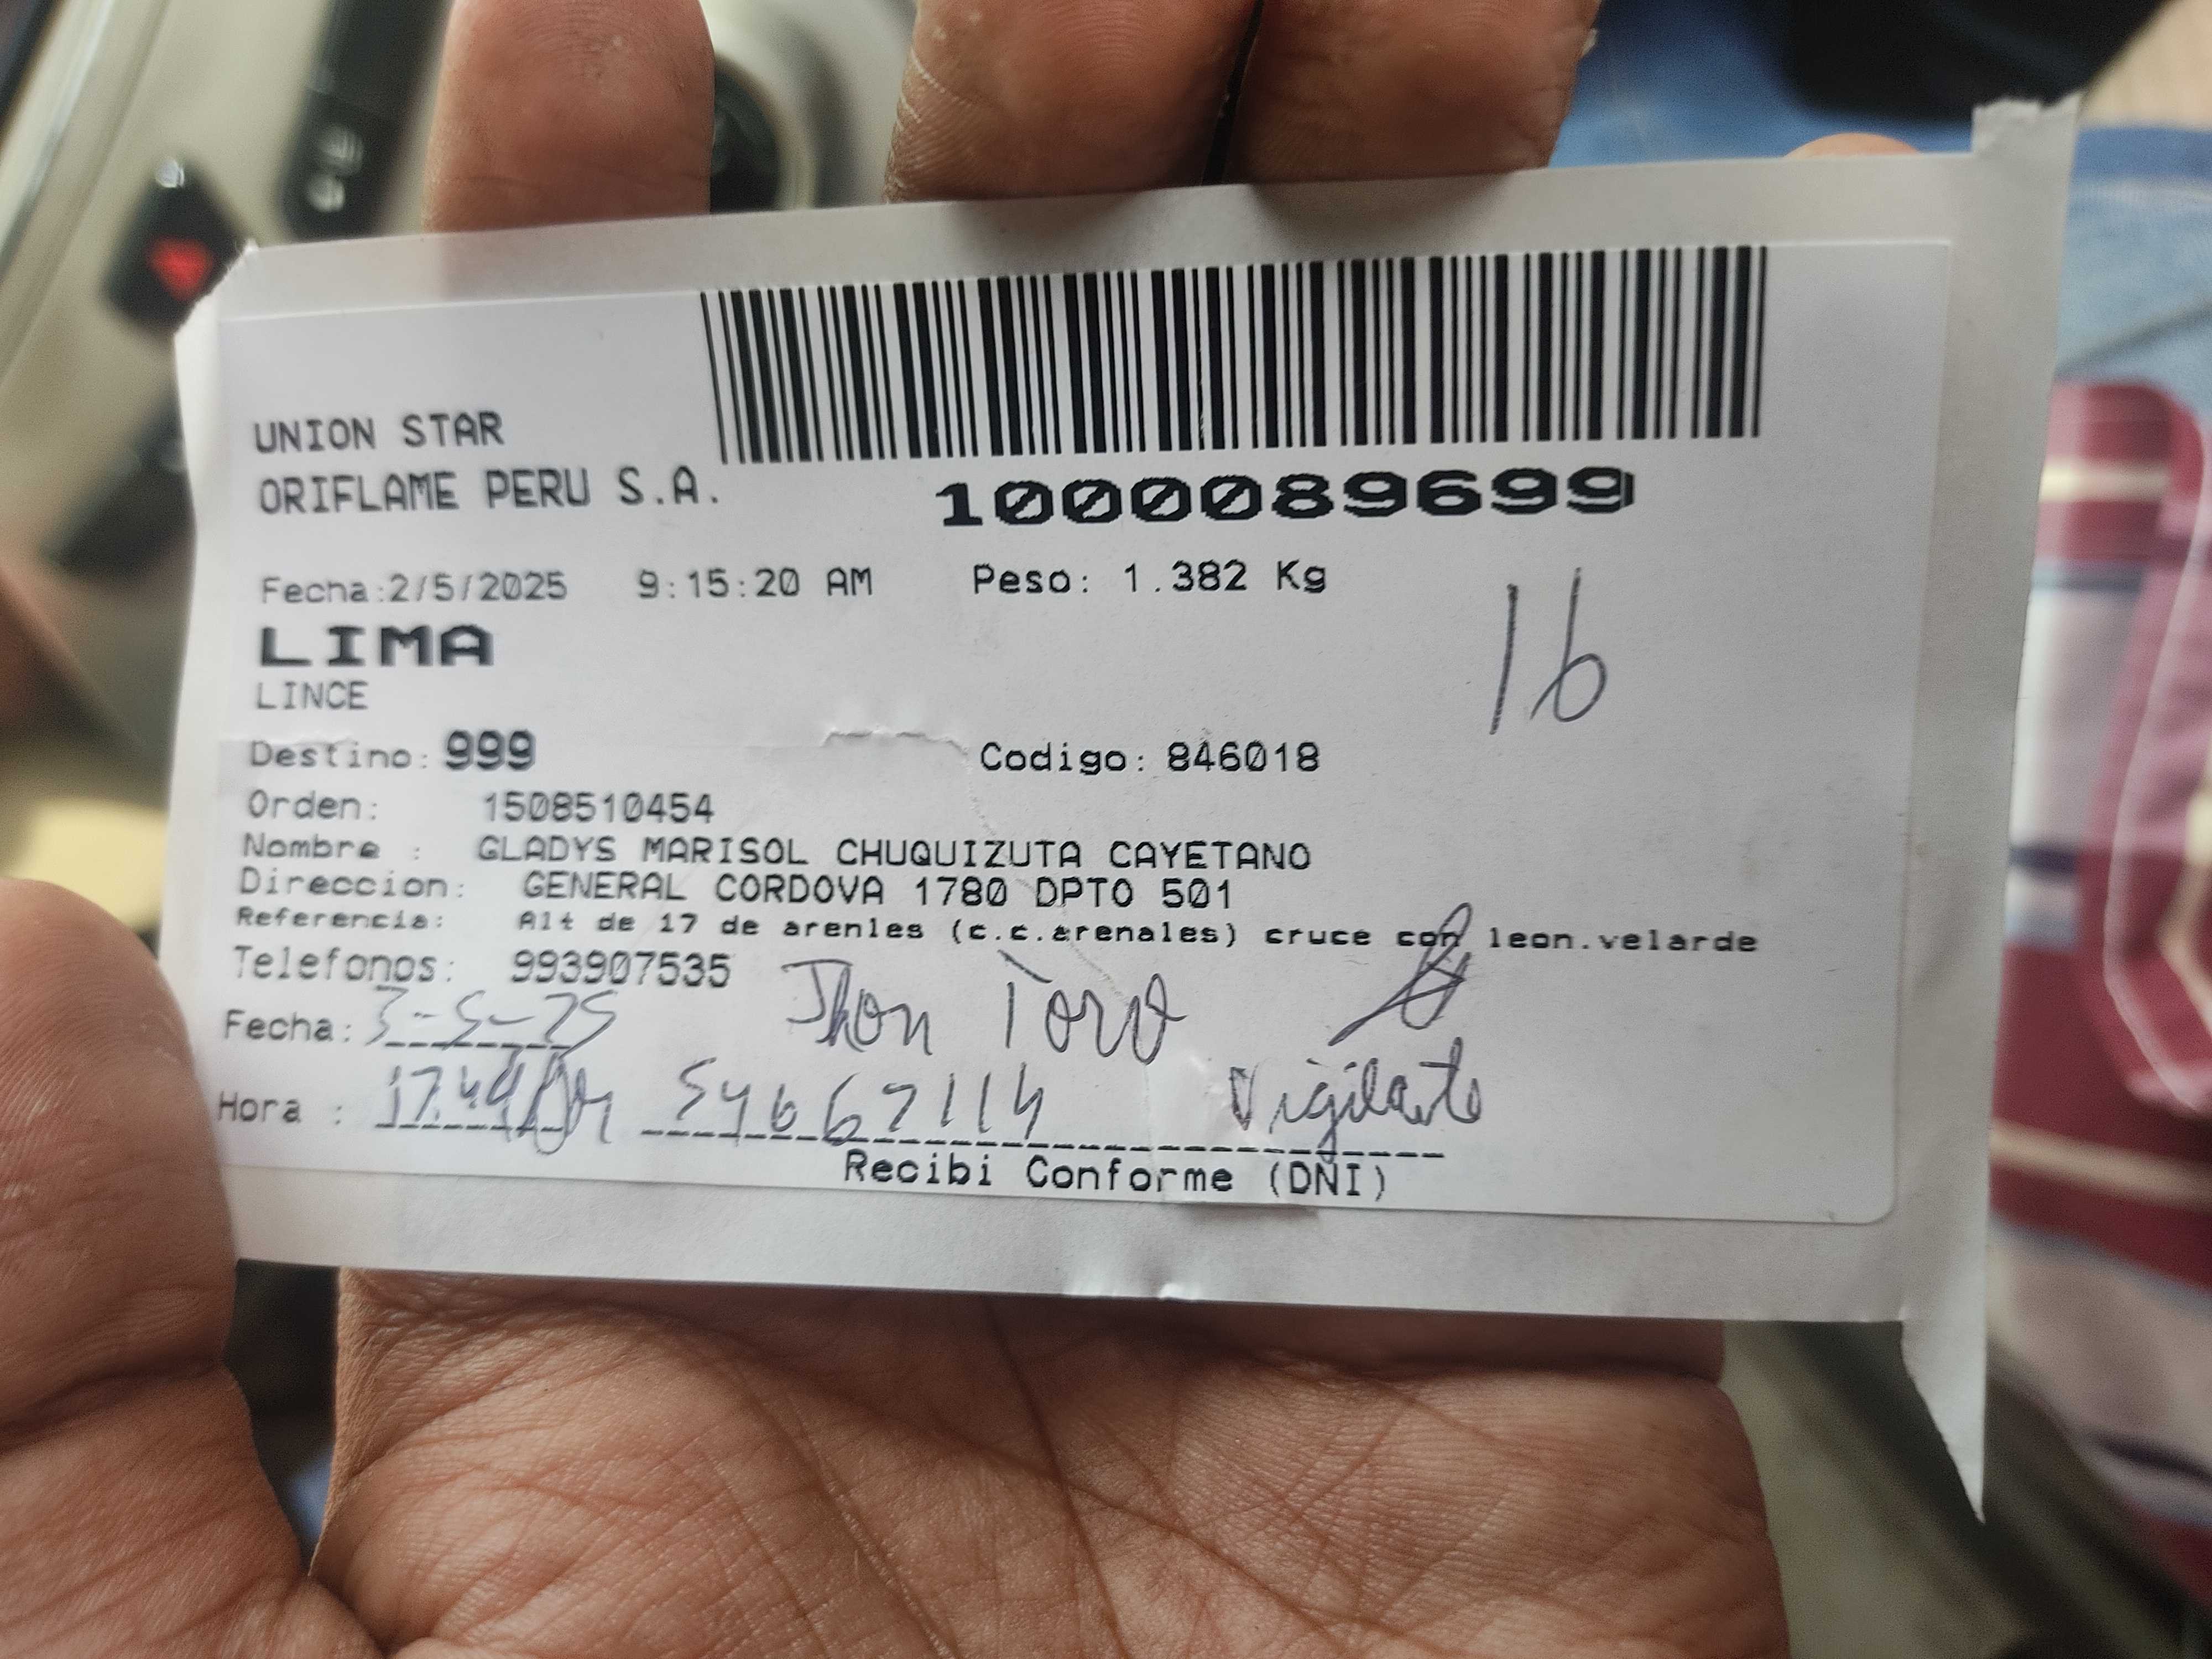 UNION STAR
ORIFLAME PERU S.A.
1000089699
Fecha:2/5/2025 9:15:20 AM Peso: 1.382 Kg
LIMA
16
LINCE
Destino: 999 Codigo: 846018
Orden: 1508510454
Nombre : GLADYS MARISOL CHUQUIZUTA CAYETANO
Direccion: GENERAL CORDOVA 1780 DPTO 501
Referencia: Alt de 17 de arenles (c.c.arenales) cruce con leon.velarde
Telefonos: 993907535
Fecha: 3-5-25 Jhon Toro
Hora : 17.49 54667114 Vigilante
Recibi Conforme (DNI)